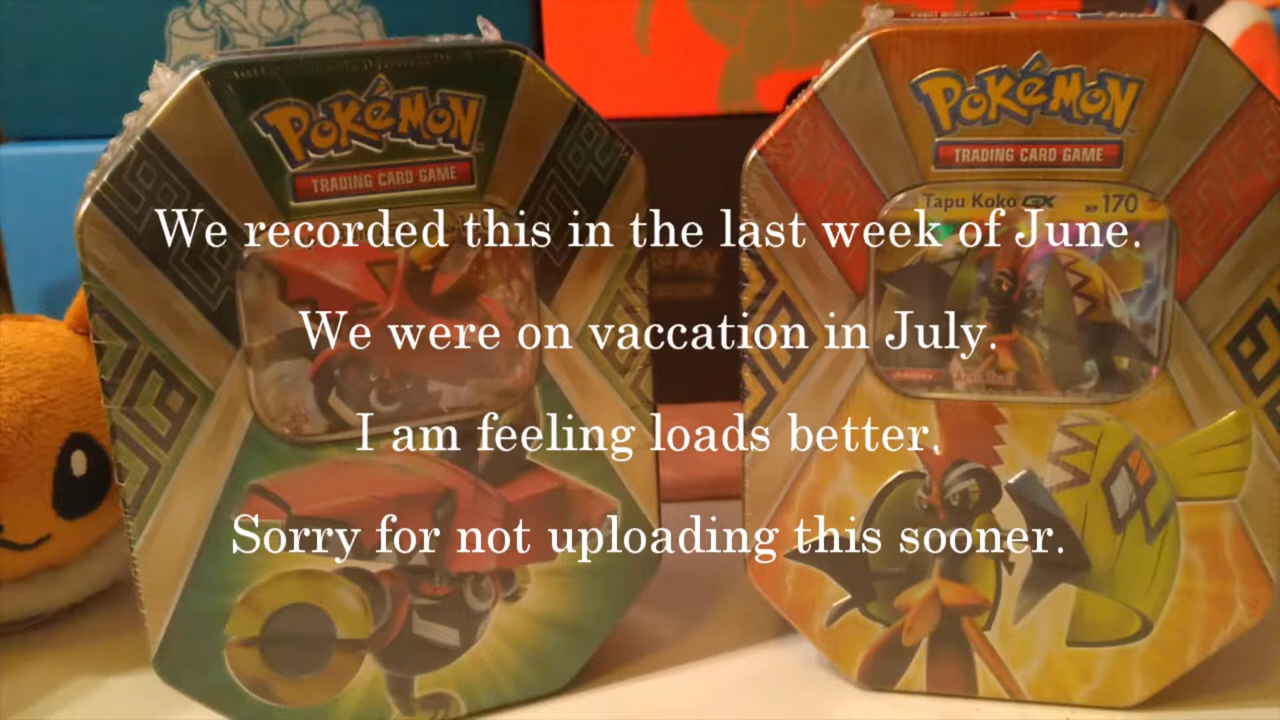 POKéMON
TRADING CARD GAME
POKéMON
TRADING CARD GAME
Tapu Koko GX HP 170
We recorded this in the last week of June.
We were on vaccation in July.
I am feeling loads better.
Sorry for not uploading this sooner.